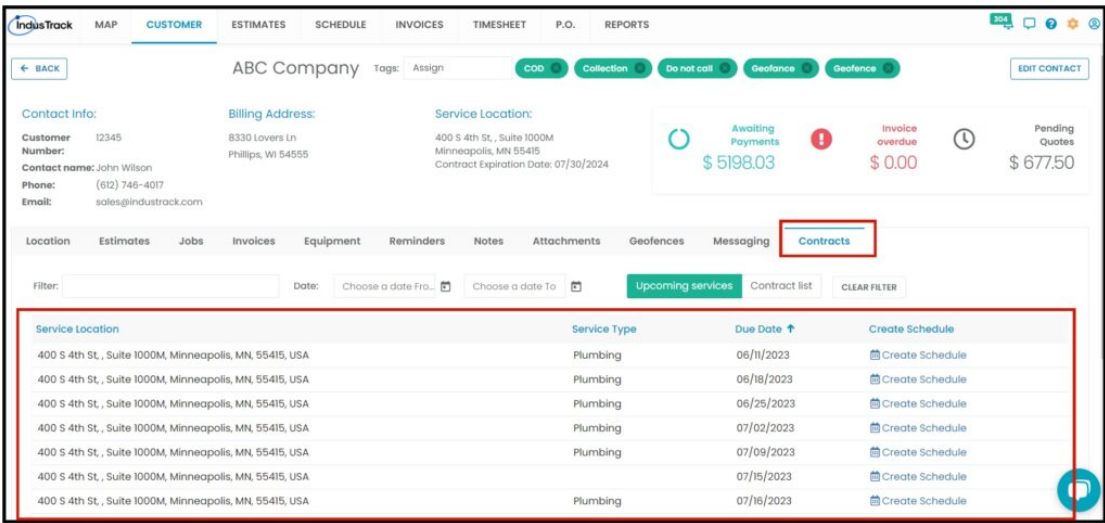 IndusTrack MAP CUSTOMER ESTIMATES SCHEDULE INVOICES TIMESHEET P.O. REPORTS 304
← BACK ABC Company Tags: Assign COD Collection Do not call Geofance Geofence EDIT CONTACT
Contact Info:
Customer Number: 12345
Contact name: John Wilson
Phone: (612) 746-4017
Email: sales@industrack.com
Billing Address:
8330 Lovers Ln
Phillips, WI 54555
Service Location:
400 S 4th St, , Suite 1000M
Minneapolis, MN 55415
Contract Expiration Date: 07/30/2024
Awaiting Payments
$ 5198.03
Invoice overdue
$ 0.00
Pending Quotes
$ 677.50
Location Estimates Jobs Invoices Equipment Reminders Notes Attachments Geofences Messaging Contracts
Filter: Date: Choose a date Fro... Choose a date To Upcoming services Contract list CLEAR FILTER
Service Location Service Type Due Date ↑ Create Schedule
400 S 4th St, , Suite 1000M, Minneapolis, MN, 55415, USA Plumbing 06/11/2023 Create Schedule
400 S 4th St, , Suite 1000M, Minneapolis, MN, 55415, USA Plumbing 06/18/2023 Create Schedule
400 S 4th St, , Suite 1000M, Minneapolis, MN, 55415, USA Plumbing 06/25/2023 Create Schedule
400 S 4th St, , Suite 1000M, Minneapolis, MN, 55415, USA Plumbing 07/02/2023 Create Schedule
400 S 4th St, , Suite 1000M, Minneapolis, MN, 55415, USA Plumbing 07/09/2023 Create Schedule
400 S 4th St, , Suite 1000M, Minneapolis, MN, 55415, USA 07/15/2023 Create Schedule
400 S 4th St, , Suite 1000M, Minneapolis, MN, 55415, USA Plumbing 07/16/2023 Create Schedule